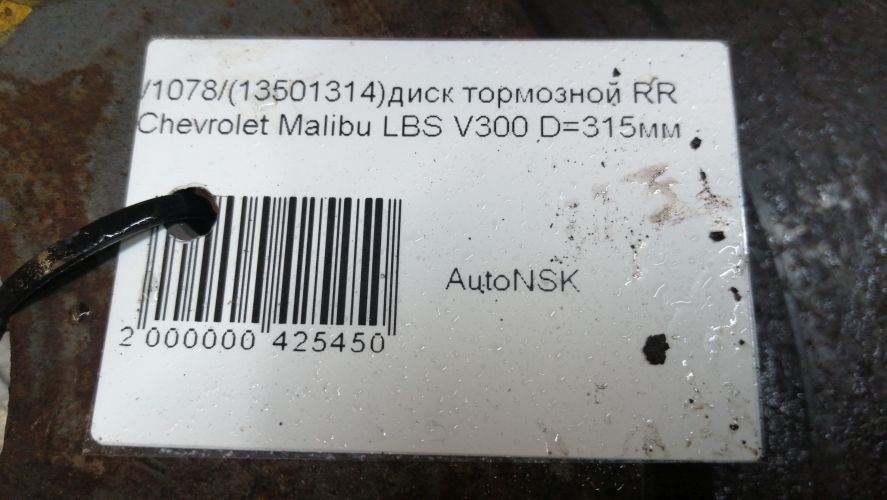 /1078/(13501314)диск тормозной RR
Chevrolet Malibu LBS V300 D=315мм
AutoNSK
2 000000 425450